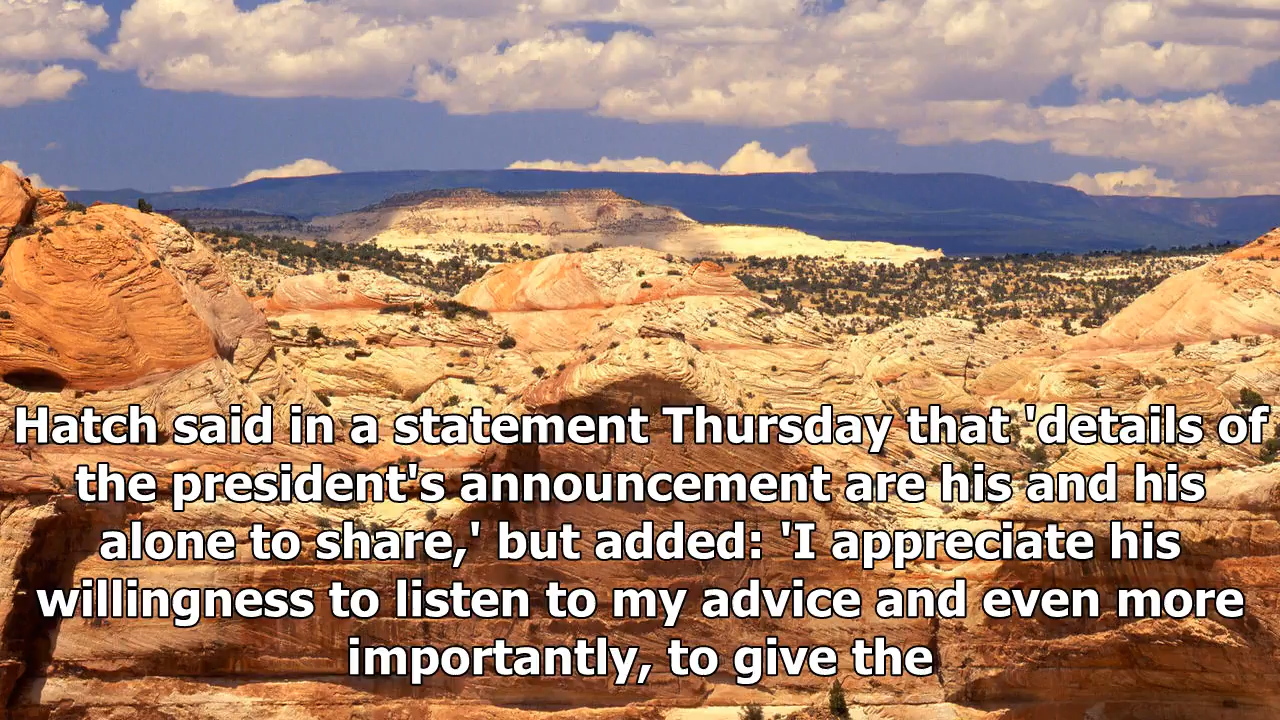 Hatch said in a statement Thursday that 'details of
the president's announcement are his and his
alone to share,' but added: 'I appreciate his
willingness to listen to my advice and even more
importantly, to give the